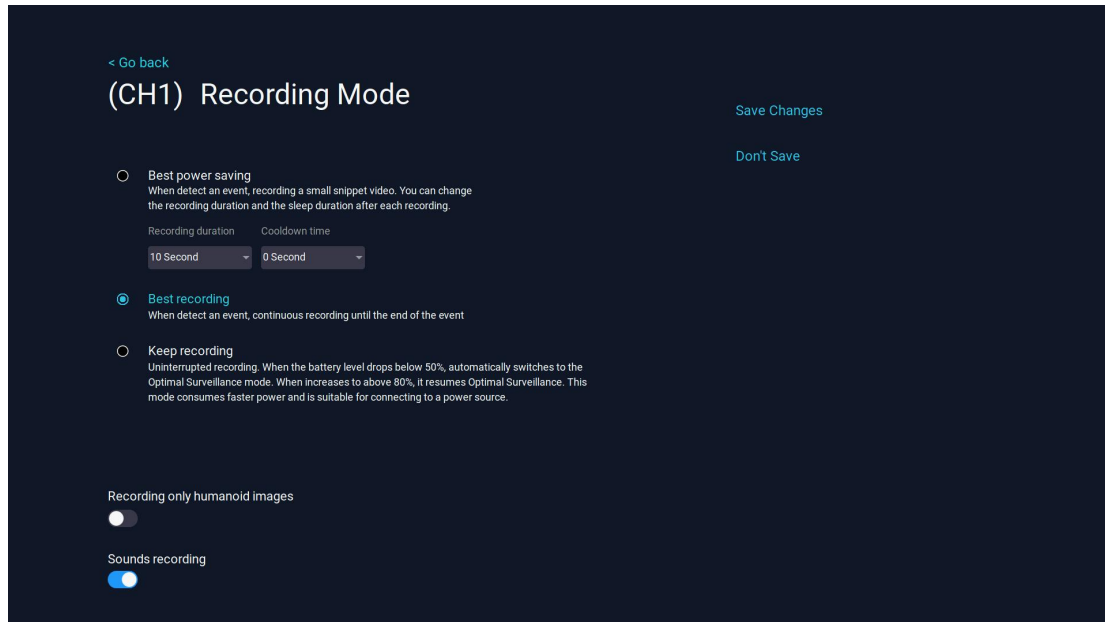 < Go back
(CH1) Recording Mode
Save Changes
Don't Save
Best power saving
When detect an event, recording a small snippet video. You can change
the recording duration and the sleep duration after each recording.
Recording duration Cooldown time
10 Second 0 Second
Best recording
When detect an event, continuous recording until the end of the event
Keep recording
Uninterrupted recording. When the battery level drops below 50%, automatically switches to the
Optimal Surveillance mode. When increases to above 80%, it resumes Optimal Surveillance. This
mode consumes faster power and is suitable for connecting to a power source.
Recording only humanoid images
Sounds recording